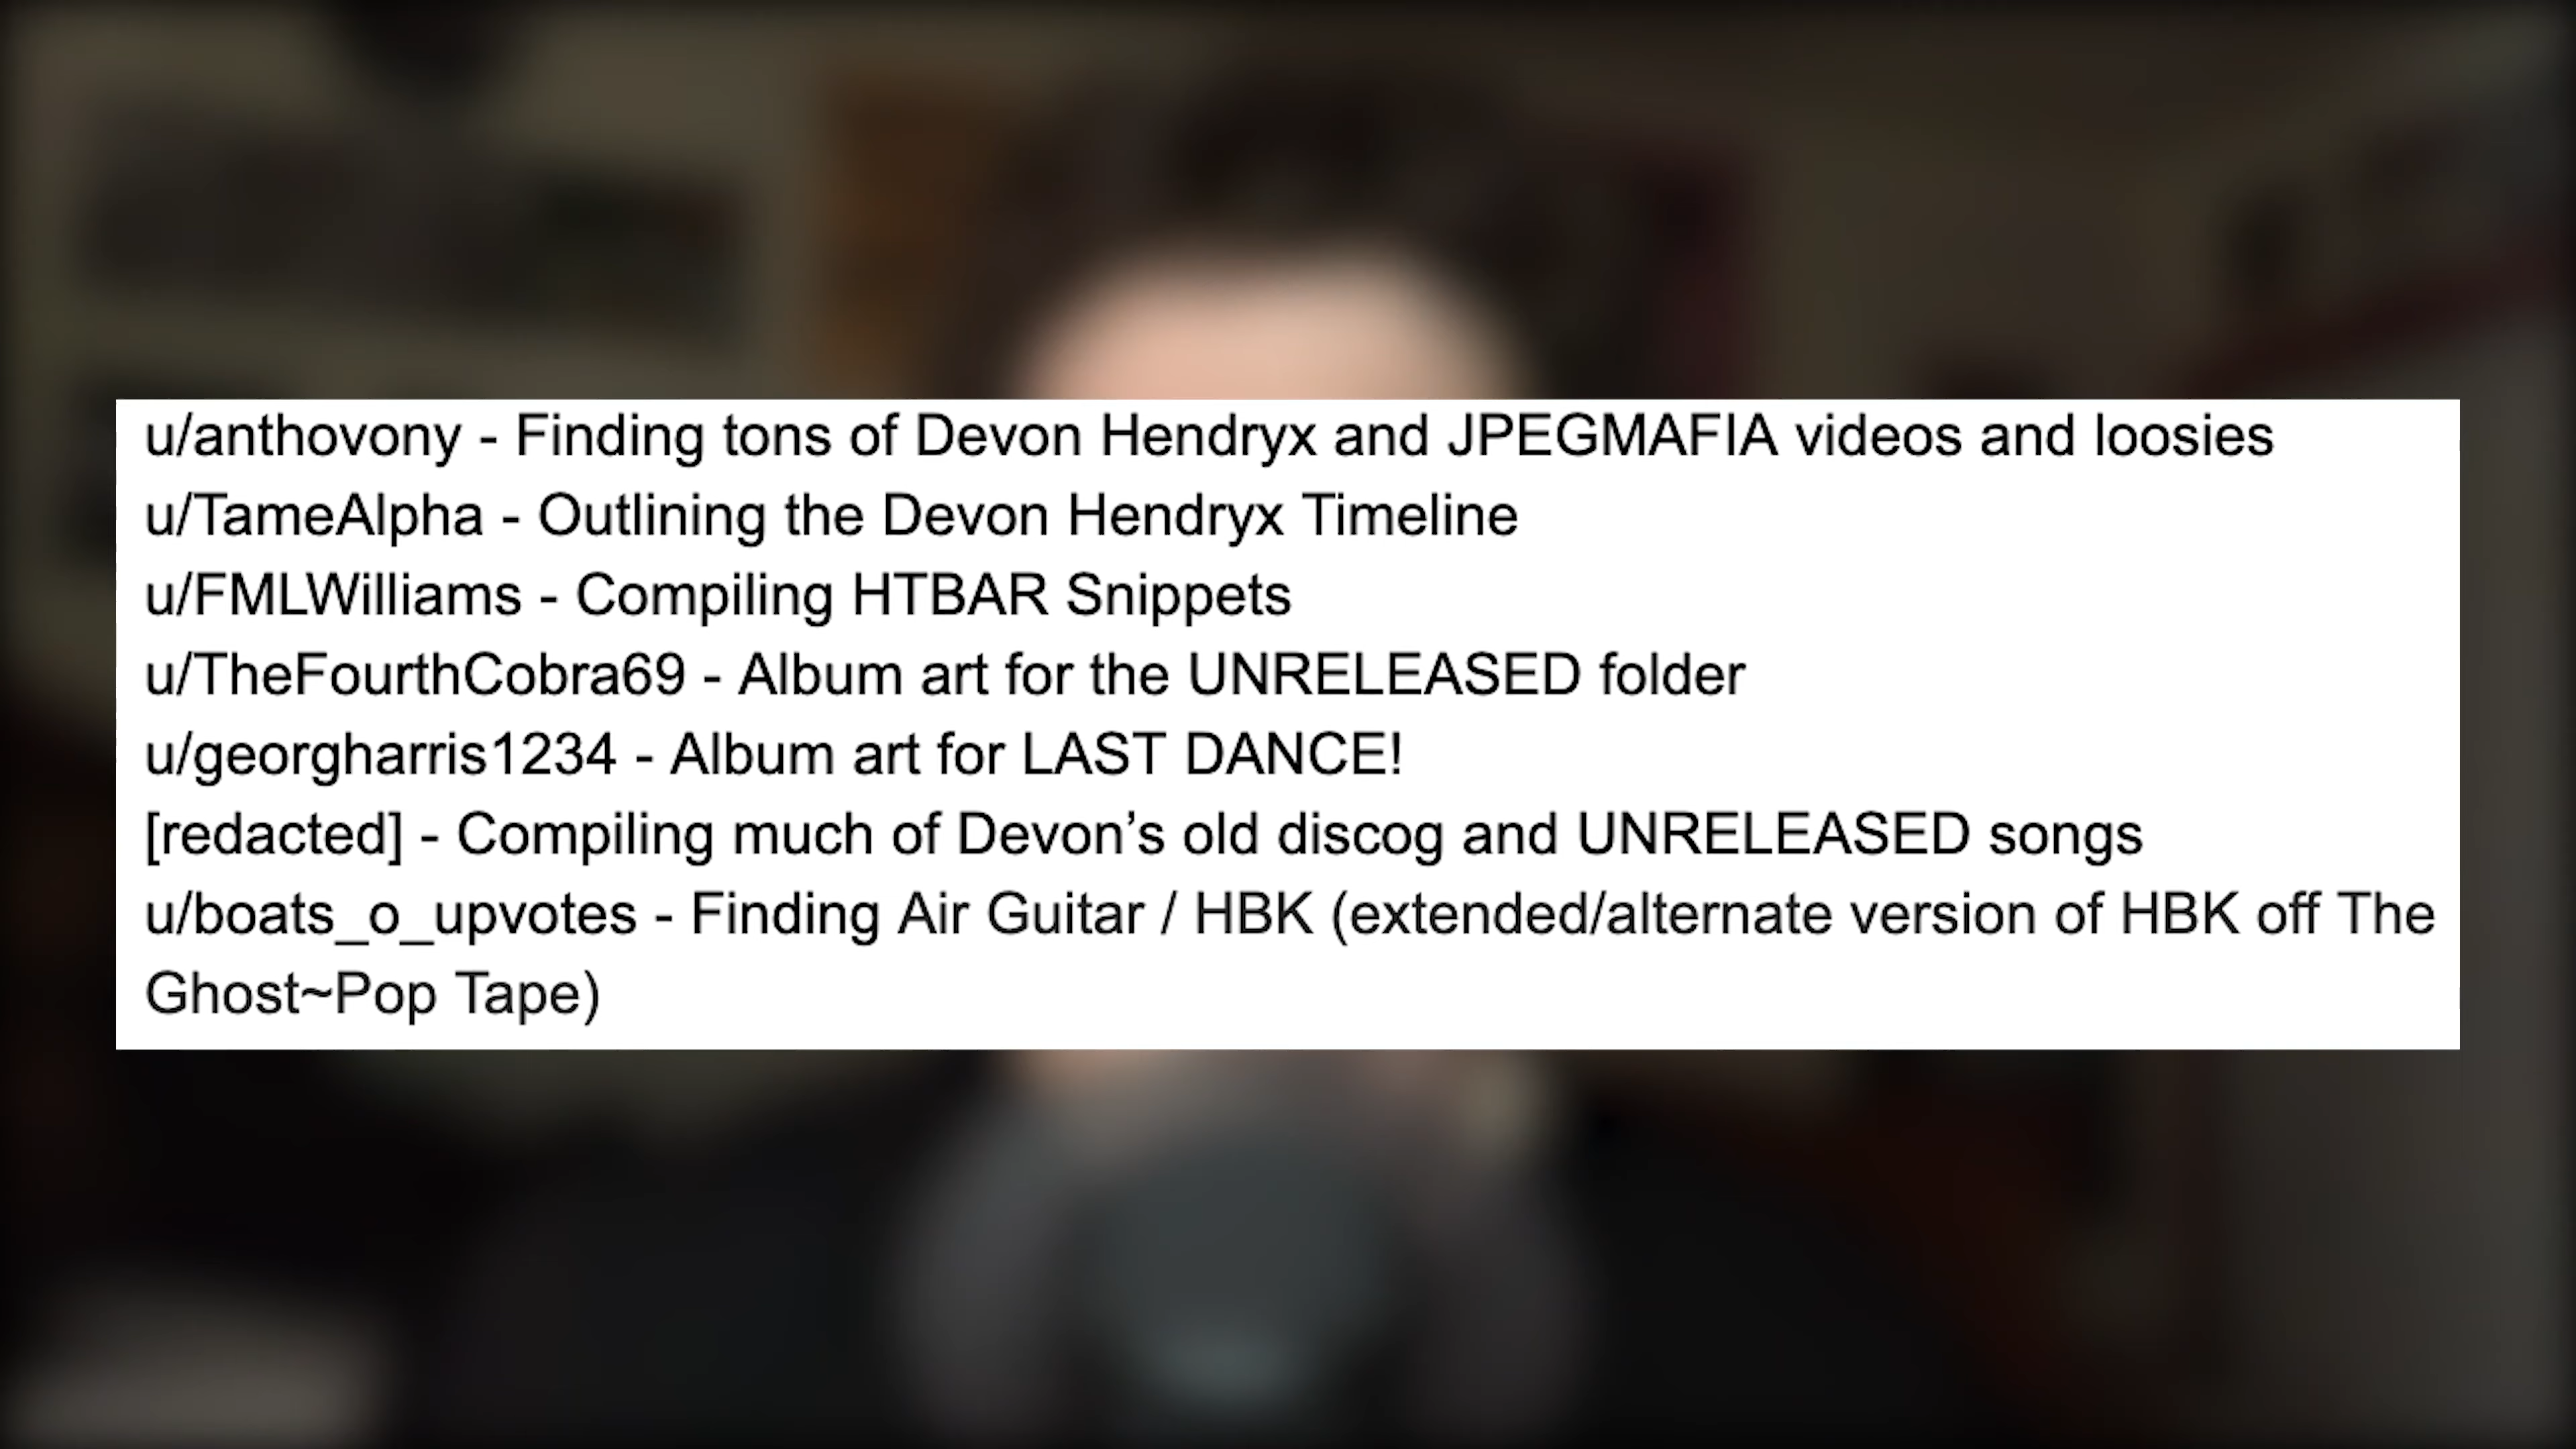 u/anthovony - Finding tons of Devon Hendryx and JPEGMAFIA videos and loosies
u/TameAlpha - Outlining the Devon Hendryx Timeline
u/FMLWilliams - Compiling HTBAR Snippets
u/TheFourthCobra69 - Album art for the UNRELEASED folder
u/georgharris1234 - Album art for LAST DANCE!
[redacted] - Compiling much of Devon’s old discog and UNRELEASED songs
u/boats_o_upvotes - Finding Air Guitar / HBK (extended/alternate version of HBK off The
Ghost~Pop Tape)